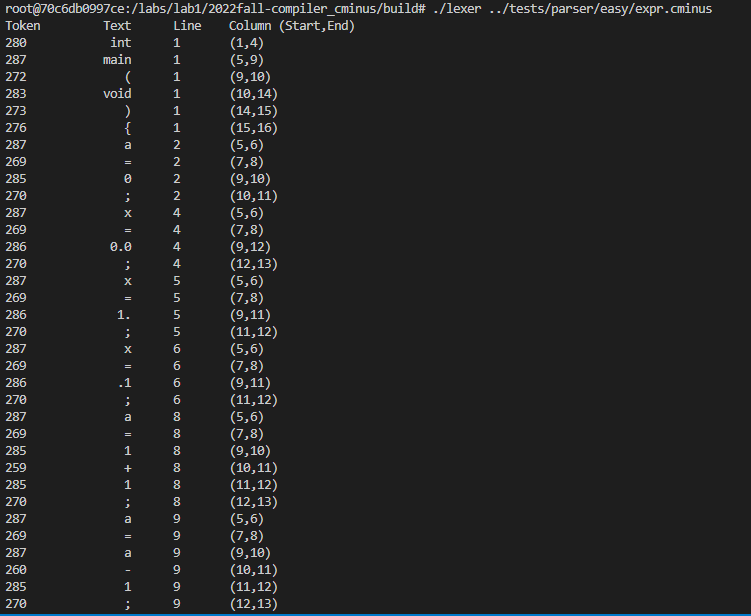 root@70c6db0997ce:/labs/lab1/2022fall-compiler_cminus/build# ./lexer ../tests/parser/easy/expr.cminus
Token Text Line Column (Start,End)
280 int 1 (1,4)
287 main 1 (5,9)
272 ( 1 (9,10)
283 void 1 (10,14)
273 ) 1 (14,15)
276 { 1 (15,16)
287 a 2 (5,6)
269 = 2 (7,8)
285 0 2 (9,10)
270 ; 2 (10,11)
287 x 4 (5,6)
269 = 4 (7,8)
286 0.0 4 (9,12)
270 ; 4 (12,13)
287 x 5 (5,6)
269 = 5 (7,8)
286 1. 5 (9,11)
270 ; 5 (11,12)
287 x 6 (5,6)
269 = 6 (7,8)
286 .1 6 (9,11)
270 ; 6 (11,12)
287 a 8 (5,6)
269 = 8 (7,8)
285 1 8 (9,10)
259 + 8 (10,11)
285 1 8 (11,12)
270 ; 8 (12,13)
287 a 9 (5,6)
269 = 9 (7,8)
287 a 9 (9,10)
260 - 9 (10,11)
285 1 9 (11,12)
270 ; 9 (12,13)